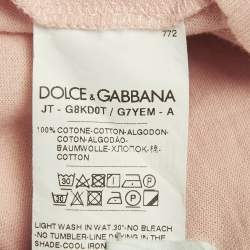 772
DOLCE & GABBANA
JT - G8KD0T / G7YEM - A
100% COTONE-COTTON-ALGODON-
COTON-ALGODÃO-
BAUMWOLLE-ХЛОПОК-棉-
COTTON
LIGHT WASH IN WAT.30°-NO BLEACH
-NO TUMBLER-LINE DRYING IN THE
SHADE-COOL IRON